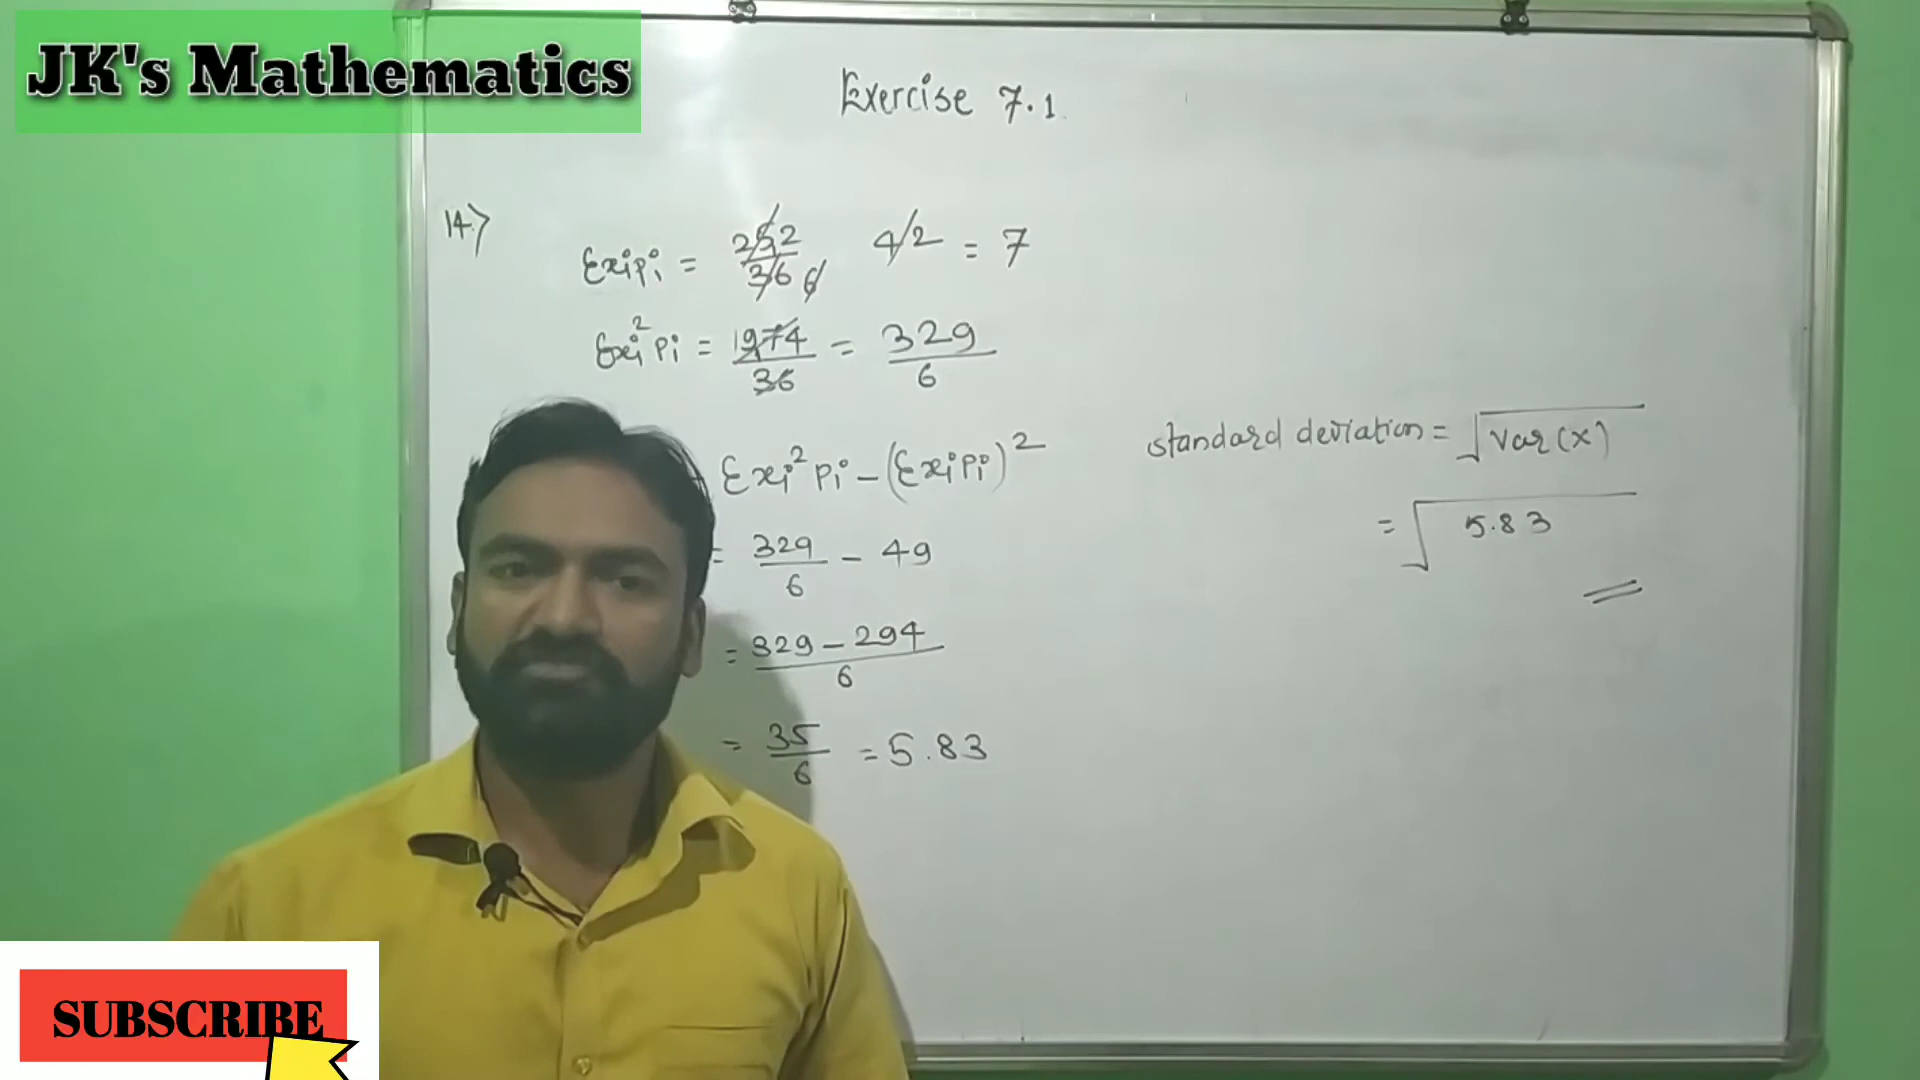 JK's Mathematics
Exercise 7.1
14.)
Σxipi = 252/36 6 42 = 7
Σxi²pi = 1974/36 = 329/6
Σxi²pi - (Σxipi)²
= 329/6 - 49
= 329 - 294/6
= 35/6 = 5.83
standard deviation = √Var(x)
= √5.83
SUBSCRIBE